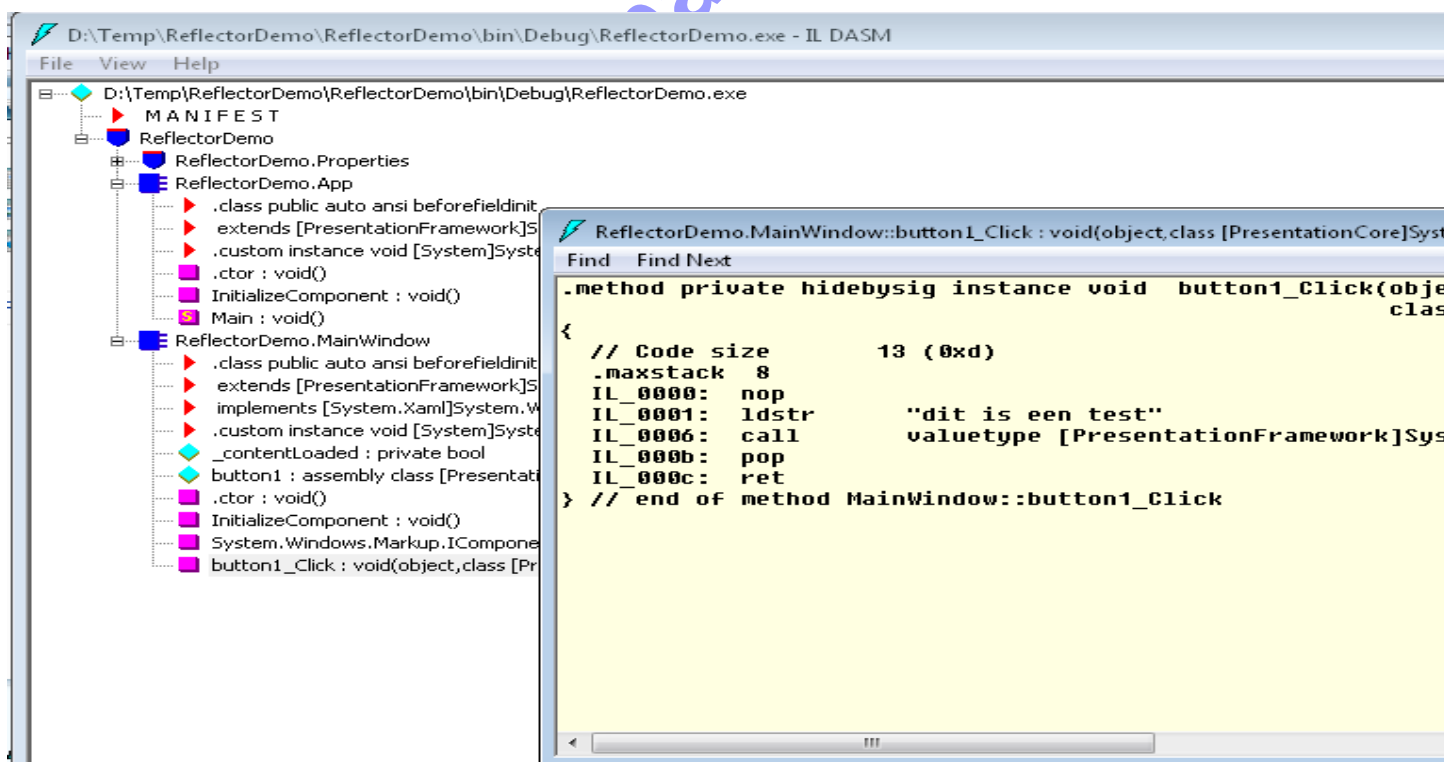 D:\Temp\ReflectorDemo\ReflectorDemo\bin\Debug\ReflectorDemo.exe - IL DASM
File View Help
D:\Temp\ReflectorDemo\ReflectorDemo\bin\Debug\ReflectorDemo.exe
M A N I F E S T
ReflectorDemo
ReflectorDemo.Properties
ReflectorDemo.App
.class public auto ansi beforefieldinit
extends [PresentationFramework]S
.custom instance void [System]Syste
.ctor : void()
InitializeComponent : void()
S Main : void()
ReflectorDemo.MainWindow
.class public auto ansi beforefieldinit
extends [PresentationFramework]S
implements [System.Xaml]System.W
.custom instance void [System]Syste
_contentLoaded : private bool
button1 : assembly class [Presentati
.ctor : void()
InitializeComponent : void()
System.Windows.Markup.ICompone
button1_Click : void(object,class [Pr
ReflectorDemo.MainWindow::button1_Click : void(object,class [PresentationCore]Syst
Find Find Next
.method private hidebysig instance void button1_Click(obje
clas
{
// Code size 13 (0xd)
.maxstack 8
IL_0000: nop
IL_0001: ldstr "dit is een test"
IL_0006: call valuetype [PresentationFramework]Sys
IL_000b: pop
IL_000c: ret
} // end of method MainWindow::button1_Click